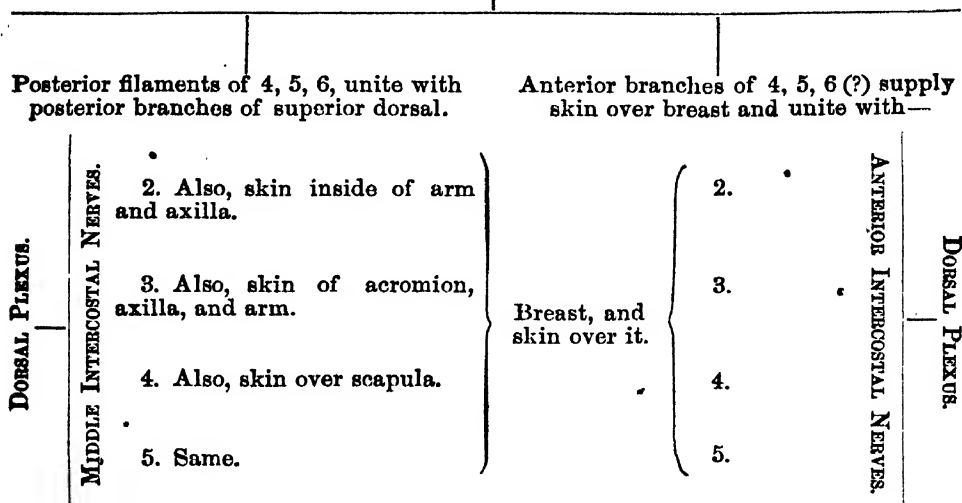 Posterior filaments of 4, 5, 6, unite with
posterior branches of superior dorsal.
Anterior branches of 4, 5, 6 (?) supply
skin over breast and unite with—
DORSAL PLEXUS.
MIDDLE INTERCOSTAL NERVES.
2. Also, skin inside of arm
and axilla.
3. Also, skin of acromion,
axilla, and arm.
4. Also, skin over scapula.
5. Same.
Breast, and
skin over it.
2.
3.
4.
5.
ANTERIOR INTERCOSTAL NERVES.
DORSAL PLEXUS.